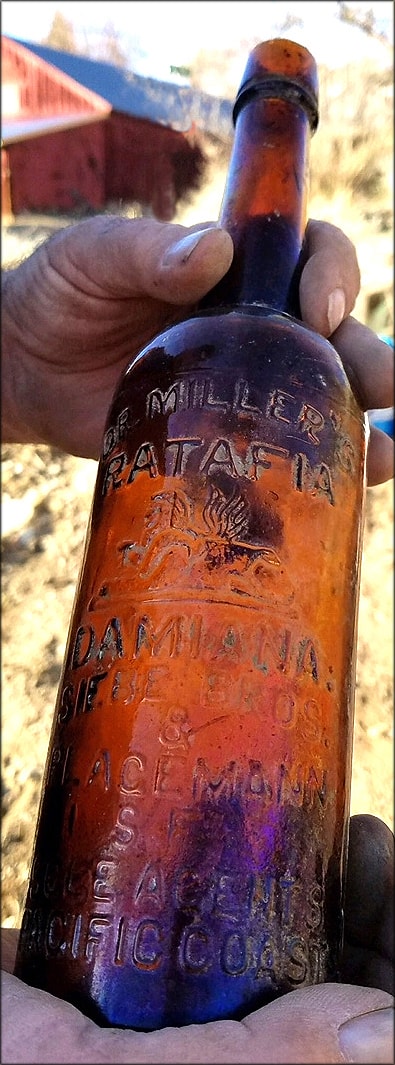 DR. MILLER'S
RATAFIA
DAMIANA.
SIEBE BROS.
&
PLAGEMANN
S.F.
SOLE AGENTS
PACIFIC COAST